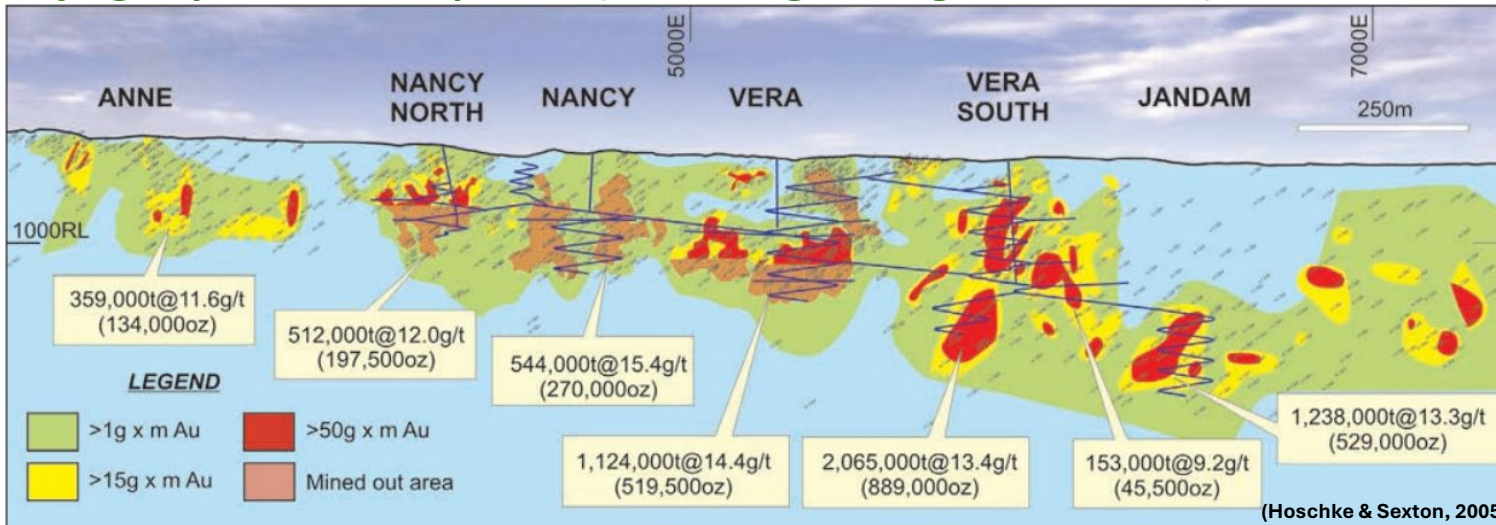 5000E
7000E
ANNE
NANCY
NORTH
NANCY
VERA
VERA
SOUTH
JANDAM
250m
1000RL
359,000t@11.6g/t
(134,000oz)
512,000t@12.0g/t
(197,500oz)
544,000t@15.4g/t
(270,000oz)
1,124,000t@14.4g/t
(519,500oz)
2,065,000t@13.4g/t
(889,000oz)
153,000t@9.2g/t
(45,500oz)
1,238,000t@13.3g/t
(529,000oz)
LEGEND
>1g x m Au
>50g x m Au
>15g x m Au
Mined out area
(Hoschke & Sexton, 2005